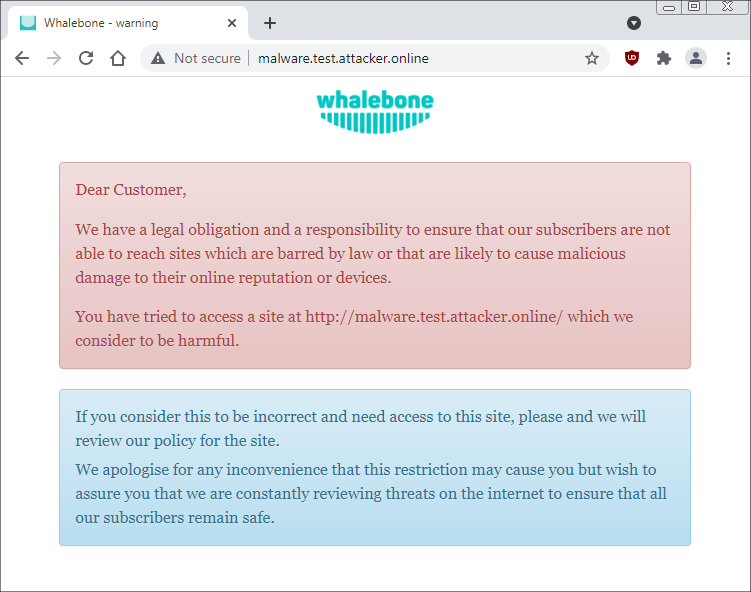 Whalebone - warning
Not secure
malware.test.attacker.online
whalebone
Dear Customer,
We have a legal obligation and a responsibility to ensure that our subscribers are not
able to reach sites which are barred by law or that are likely to cause malicious
damage to their online reputation or devices.
You have tried to access a site at http://malware.test.attacker.online/ which we
consider to be harmful.
If you consider this to be incorrect and need access to this site, please and we will
review our policy for the site.
We apologise for any inconvenience that this restriction may cause you but wish to
assure you that we are constantly reviewing threats on the internet to ensure that all
our subscribers remain safe.